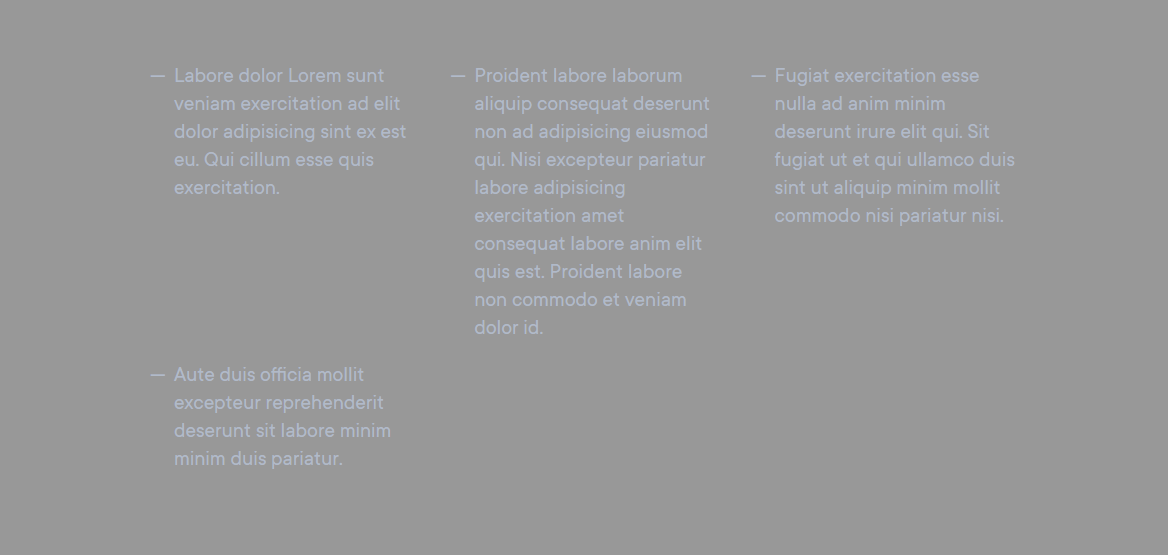 — Labore dolor Lorem sunt
veniam exercitation ad elit
dolor adipisicing sint ex est
eu. Qui cillum esse quis
exercitation.
— Proident labore laborum
aliquip consequat deserunt
non ad adipisicing eiusmod
qui. Nisi excepteur pariatur
labore adipisicing
exercitation amet
consequat labore anim elit
quis est. Proident labore
non commodo et veniam
dolor id.
— Fugiat exercitation esse
nulla ad anim minim
deserunt irure elit qui. Sit
fugiat ut et qui ullamco duis
sint ut aliquip minim mollit
commodo nisi pariatur nisi.
— Aute duis officia mollit
excepteur reprehenderit
deserunt sit labore minim
minim duis pariatur.